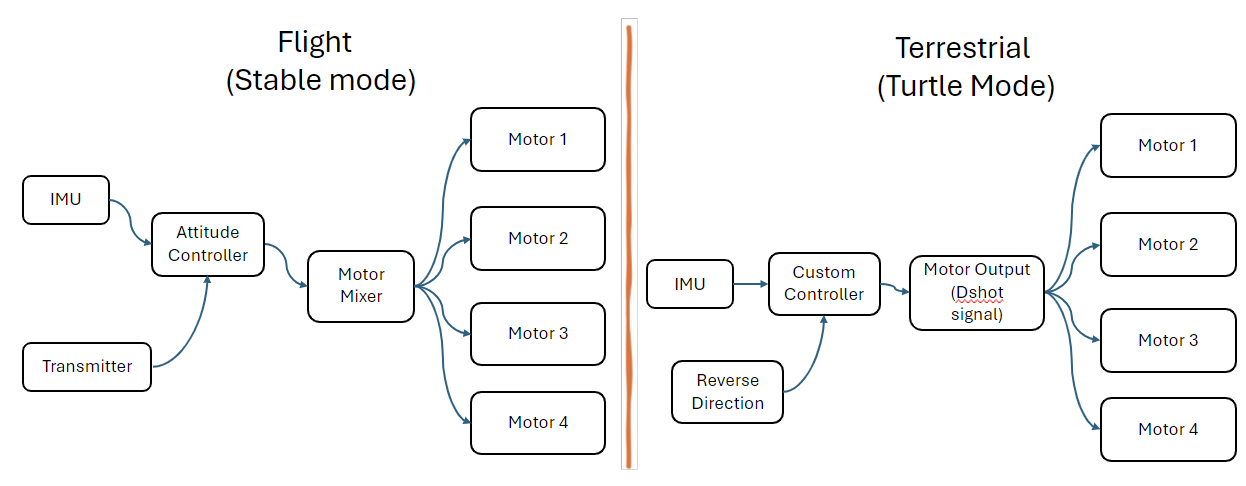 Flight
(Stable mode)
IMU
Attitude
Controller
Transmitter
Motor
Mixer
Motor 1
Motor 2
Motor 3
Motor 4
Terrestrial
(Turtle Mode)
IMU
Custom
Controller
Reverse
Direction
Motor Output
(Dshot
signal)
Motor 1
Motor 2
Motor 3
Motor 4